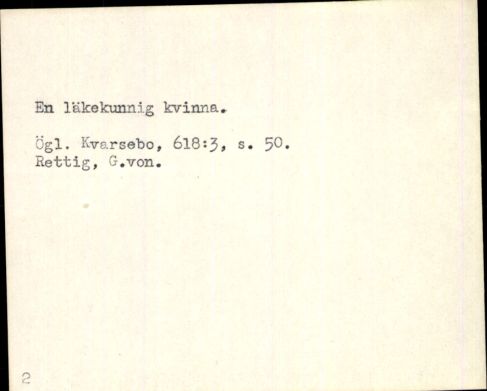 En läkekunnig kvinna.
Ögl. Kvarsebo, 618:3, s. 50.
Rettig, G.von.
2